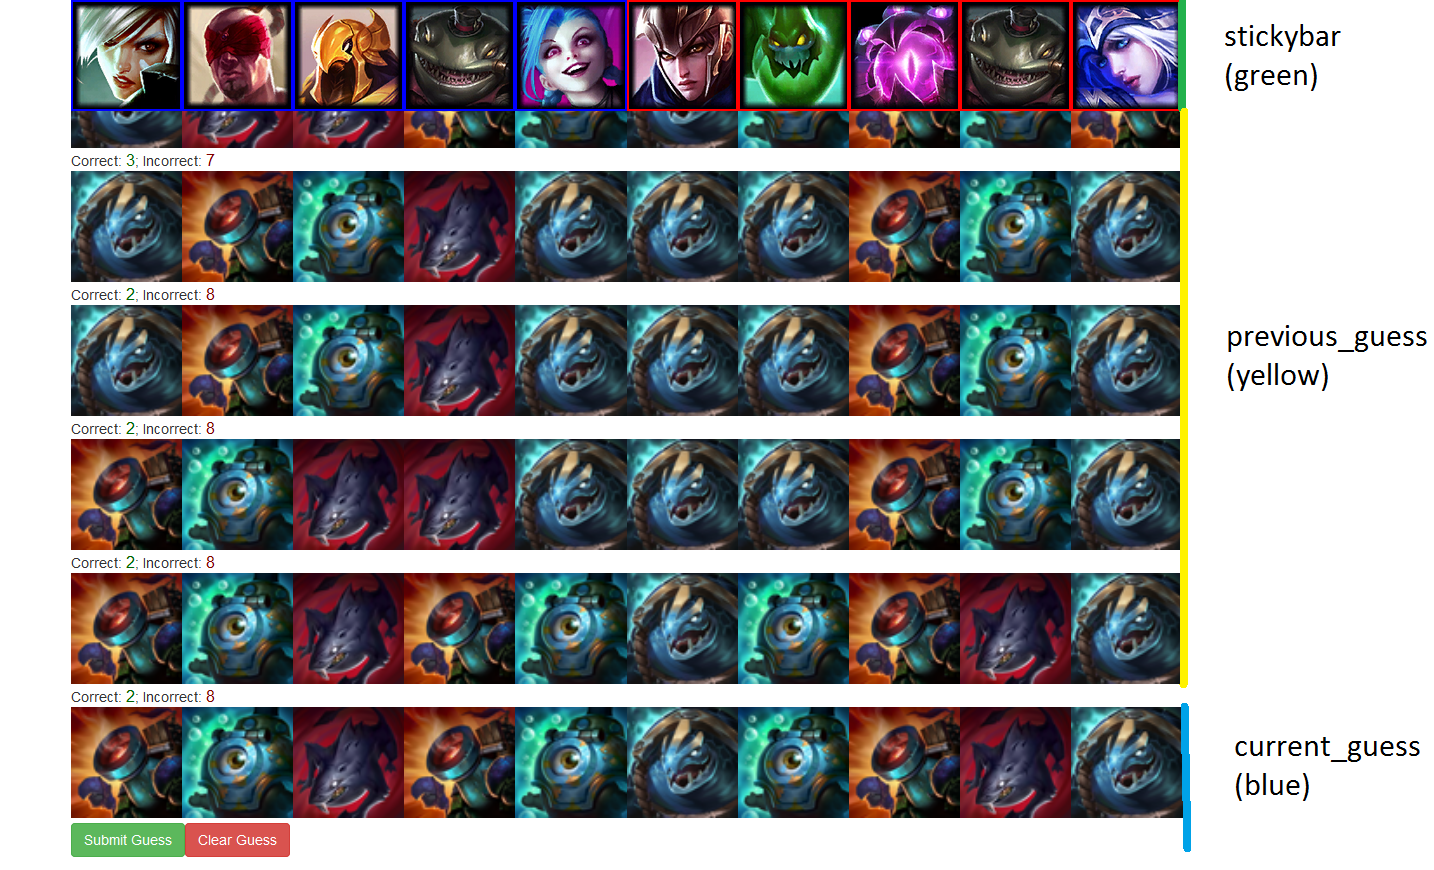 stickybar
(green)
Correct: 3; Incorrect: 7
Correct: 2; Incorrect: 8
previous_guess
(yellow)
Correct: 2; Incorrect: 8
Correct: 2; Incorrect: 8
Correct: 2; Incorrect: 8
current_guess
(blue)
Submit Guess Clear Guess